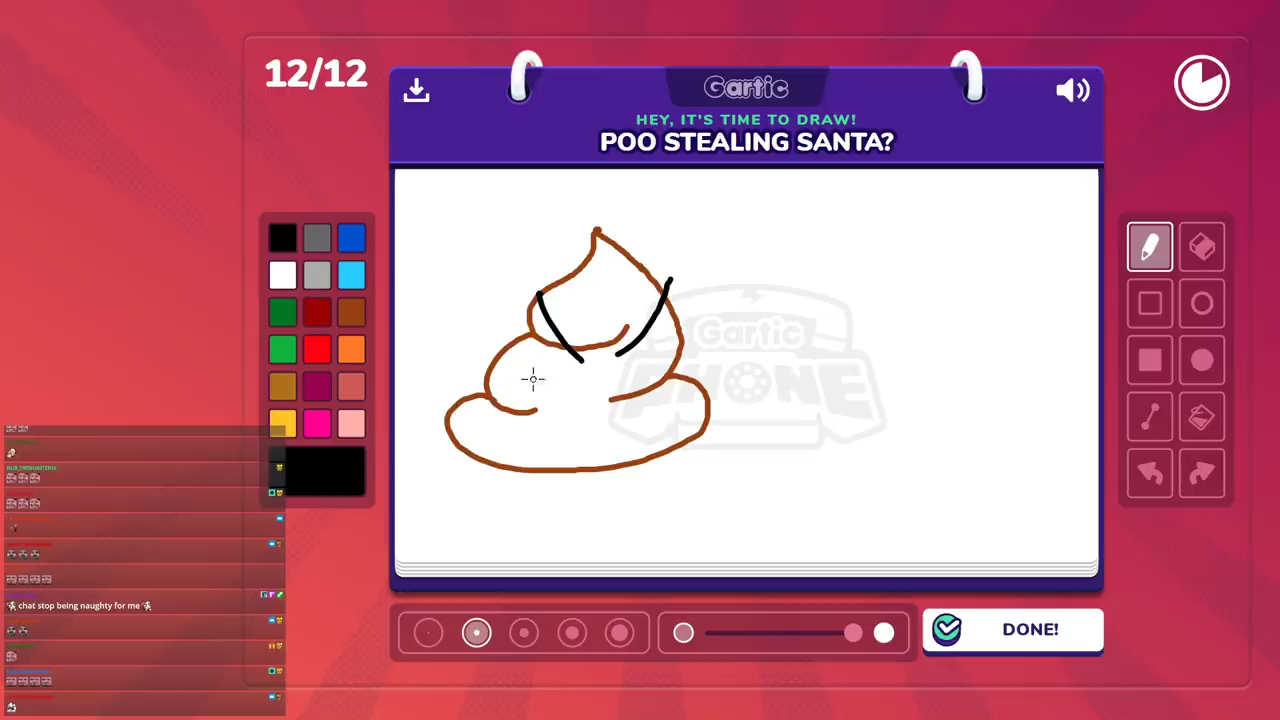 12/12
Gartic
HEY, IT'S TIME TO DRAW!
POO STEALING SANTA?
Gartic
PHONE
chat stop being naughty for me
DONE!